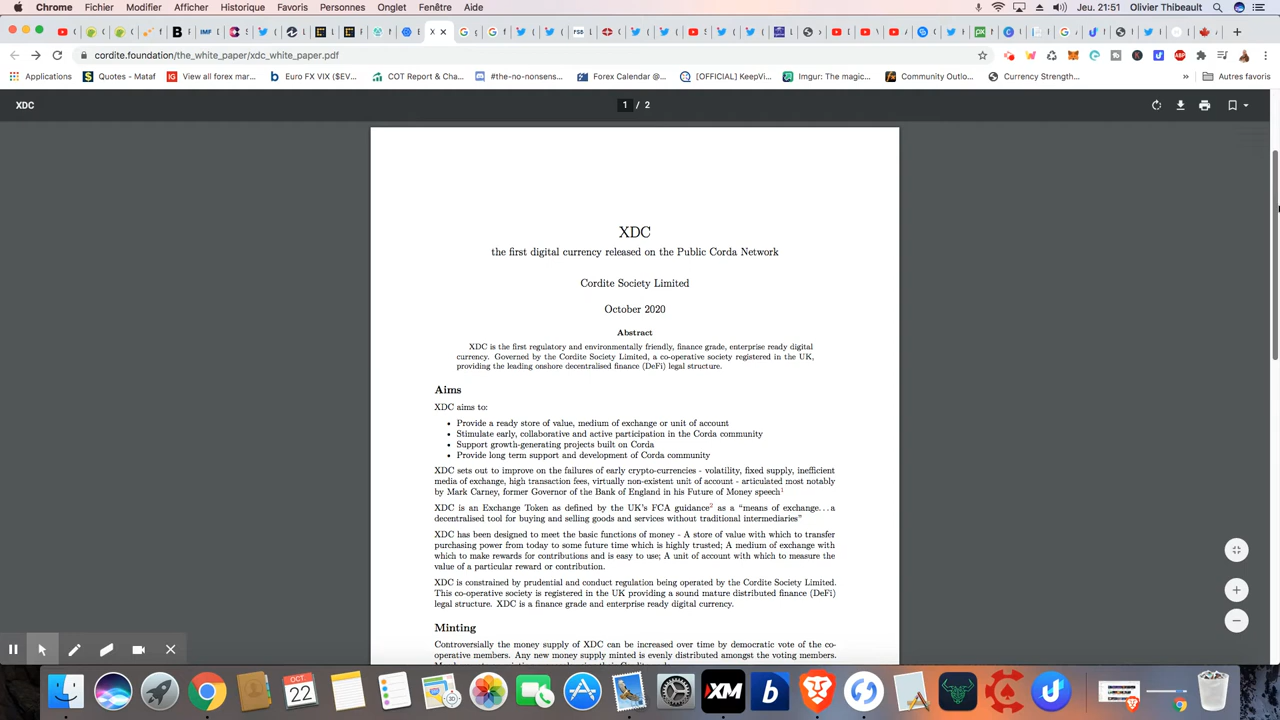 Chrome Fichier Modifier Affichage Historique Favoris Personnes Onglet Fenêtre Aide Jeu. 21:51 Olivier Thibeault
cordite.foundation/the_white_paper/xdc_white_paper.pdf
Applications Quotes - Mataf View all forex mar... Euro FX VIX ($EV... COT Report & Cha... #the-no-nonsens... Forex Calendar @... [OFFICIAL] KeepVi... Imgur: The magic... Community Outlo... Currency Strength... » Autres favoris
XDC 1 / 2
XDC
the first digital currency released on the Public Corda Network
Cordite Society Limited
October 2020
Abstract
XDC is the first regulatory and environmentally friendly, finance grade, enterprise ready digital
currency. Governed by the Cordite Society Limited, a co-operative society registered in the UK,
providing the leading onshore decentralised finance (DeFi) legal structure.
Aims
XDC aims to:
• Provide a ready store of value, medium of exchange or unit of account
• Stimulate early, collaborative and active participation in the Corda community
• Support growth-generating projects built on Corda
• Provide long term support and development of Corda community
XDC sets out to improve on the failures of early crypto-currencies - volatility, fixed supply, inefficient
media of exchange, high transaction fees, virtually non-existent unit of account - articulated most notably
by Mark Carney, former Governor of the Bank of England in his Future of Money speech1
XDC is an Exchange Token as defined by the UK's FCA guidance2 as a "means of exchange...a
decentralised tool for buying and selling goods and services without traditional intermediaries"
XDC has been designed to meet the basic functions of money - A store of value with which to transfer
purchasing power from today to some future time which is highly trusted; A medium of exchange with
which to make rewards for contributions and is easy to use; A unit of account with which to measure the
value of a particular reward or contribution.
XDC is constrained by prudential and conduct regulation being operated by the Cordite Society Limited.
This co-operative society is registered in the UK providing a sound mature distributed finance (DeFi)
legal structure. XDC is a finance grade and enterprise ready digital currency.
Minting
Controversially the money supply of XDC can be increased over time by democratic vote of the co-
operative members. Any new money supply minted is evenly distributed amongst the voting members.
OCT.
22
XM
b